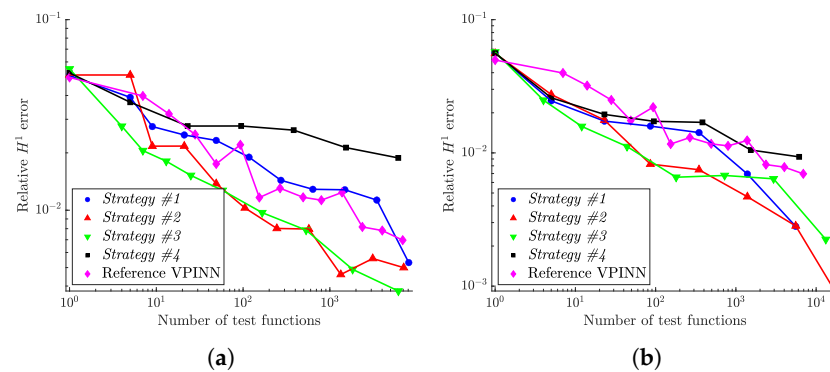 10^-1
10^-2
Relative H^1 error
Strategy #1
Strategy #2
Strategy #3
Strategy #4
Reference VPINN
10^0 10^1 10^2 10^3
Number of test functions
(a)
10^-1
10^-2
10^-3
Relative H^1 error
Strategy #1
Strategy #2
Strategy #3
Strategy #4
Reference VPINN
10^0 10^1 10^2 10^3 10^4
Number of test functions
(b)